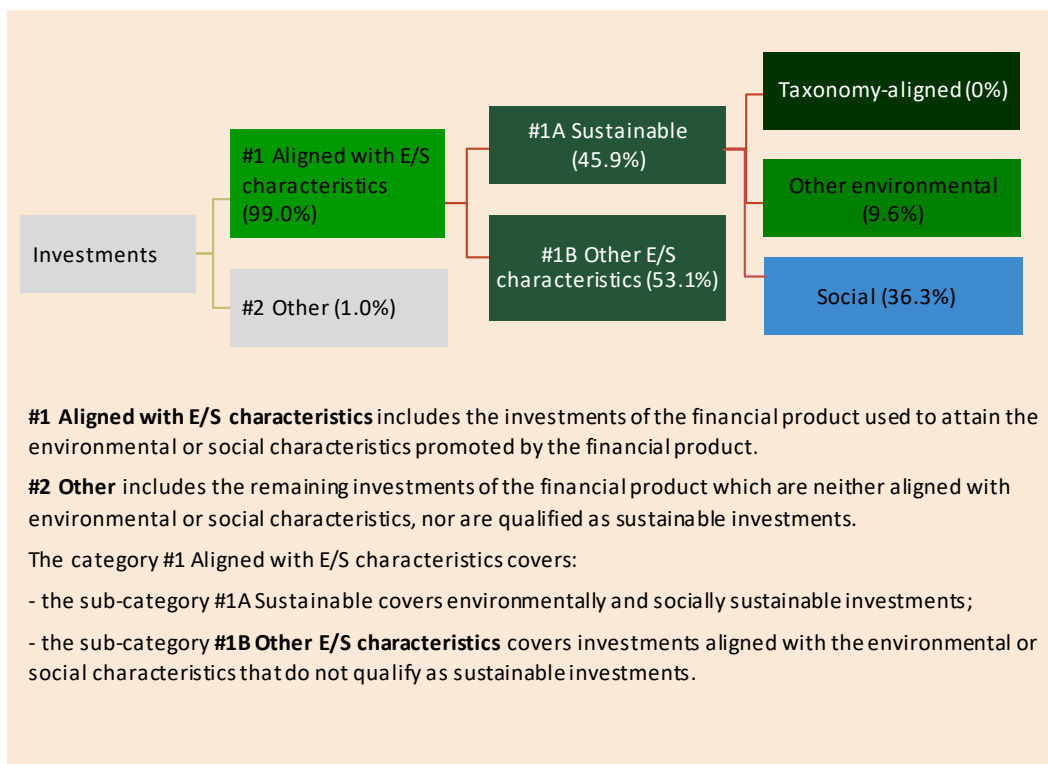 Investments
#1 Aligned with E/S
characteristics
(99.0%)
#2 Other (1.0%)
#1A Sustainable
(45.9%)
#1B Other E/S
characteristics (53.1%)
Taxonomy-aligned (0%)
Other environmental
(9.6%)
Social (36.3%)
#1 Aligned with E/S characteristics includes the investments of the financial product used to attain the
environmental or social characteristics promoted by the financial product.
#2 Other includes the remaining investments of the financial product which are neither aligned with
environmental or social characteristics, nor are qualified as sustainable investments.
The category #1 Aligned with E/S characteristics covers:
- the sub-category #1A Sustainable covers environmentally and socially sustainable investments;
- the sub-category #1B Other E/S characteristics covers investments aligned with the environmental or
social characteristics that do not qualify as sustainable investments.